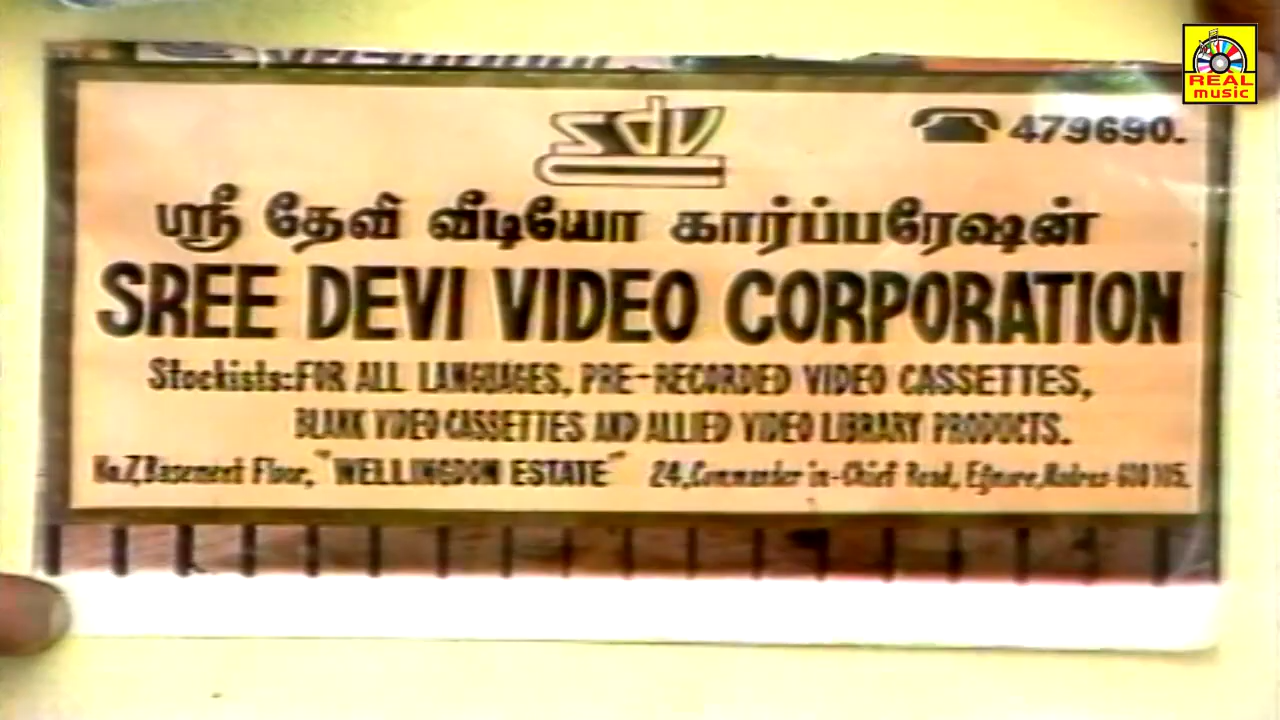 REAL
music
sdv
479690.
ஸ்ரீ தேவி வீடியோ கார்ப்பரேஷன்
SREE DEVI VIDEO CORPORATION
Stockists:FOR ALL LANGUAGES, PRE-RECORDED VIDEO CASSETTES,
BLANK VIDEO CASSETTES AND ALLIED VIDEO LIBRARY PRODUCTS.
No.7,Basement Floor, "WELLINGDON ESTATE" 24,Commander in-Chief Road, Egmore,Madras-600105.